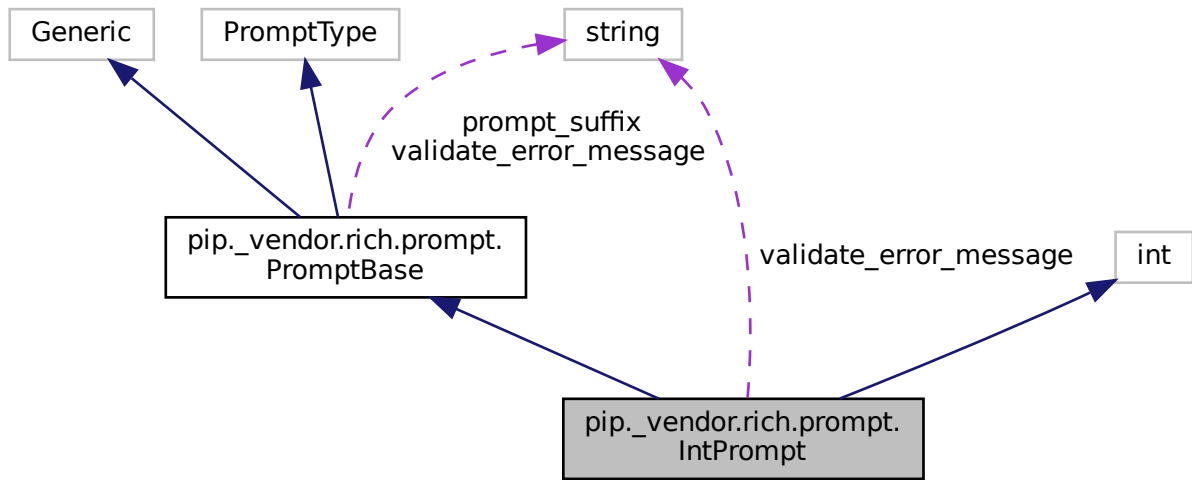 Generic
PromptType
string
prompt_suffix
validate_error_message
pip._vendor.rich.prompt.
PromptBase
validate_error_message
int
pip._vendor.rich.prompt.
IntPrompt